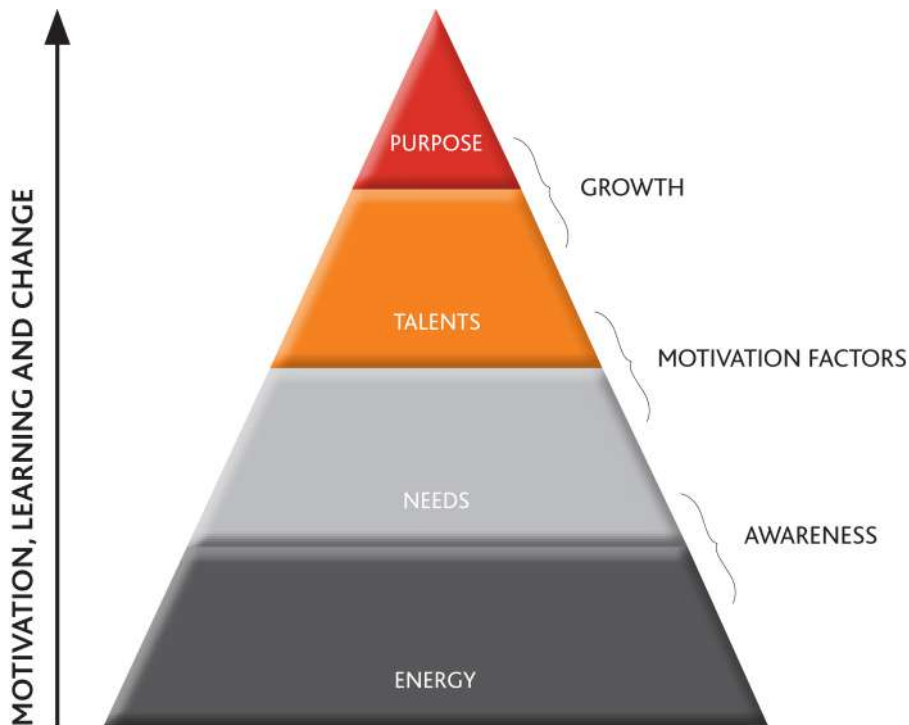 MOTIVATION, LEARNING AND CHANGE
PURPOSE
GROWTH
TALENTS
MOTIVATION FACTORS
NEEDS
AWARENESS
ENERGY